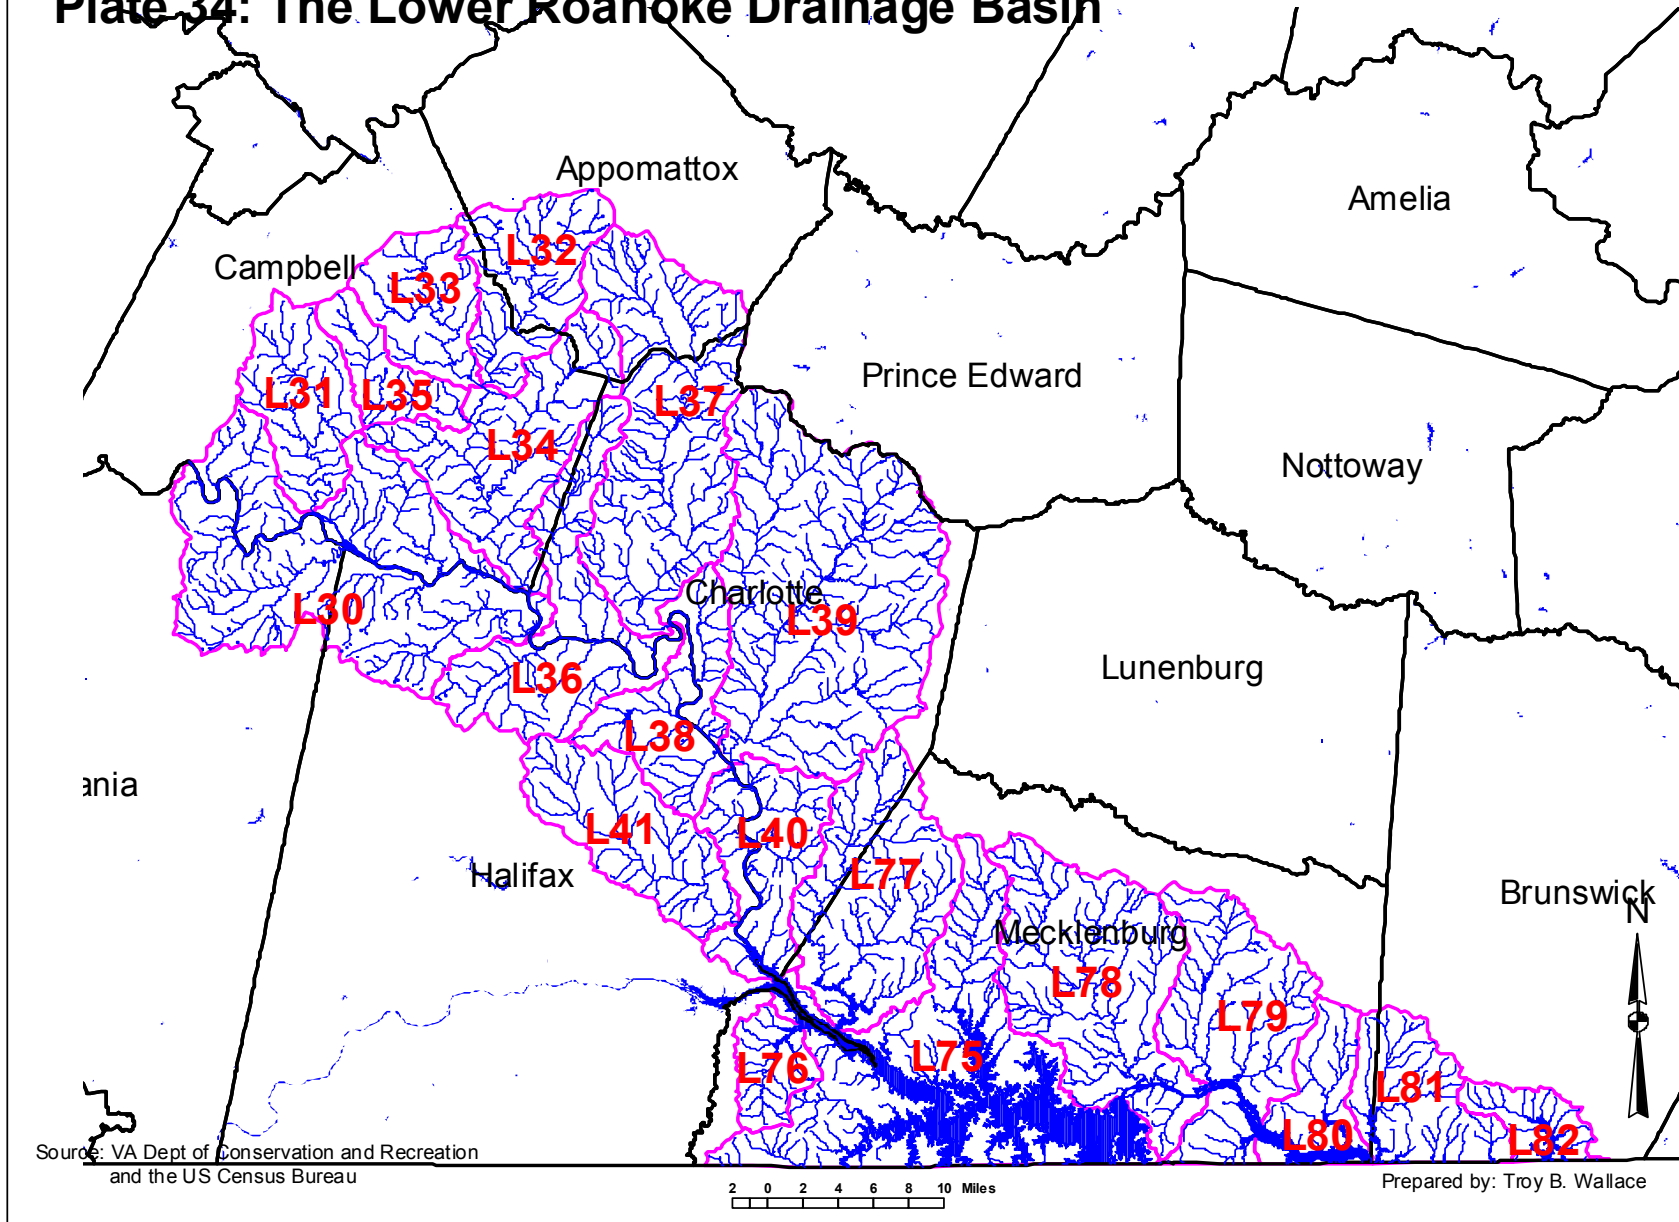 Plate 34: The Lower Roanoke Drainage Basin
Appomattox
Amelia
L32
Campbell
L33
Prince Edward
L31
L35
L37
L34
Nottoway
Charlotte
L30
L39
L36
Lunenburg
L38
ania
L41
L40
Halifax
L77
Brunswick
N
Mecklenburg
L78
L79
L75
L76
L81
L80
L82
Source: VA Dept of Conservation and Recreation
and the US Census Bureau
2 0 2 4 6 8 10 Miles
Prepared by: Troy B. Wallace